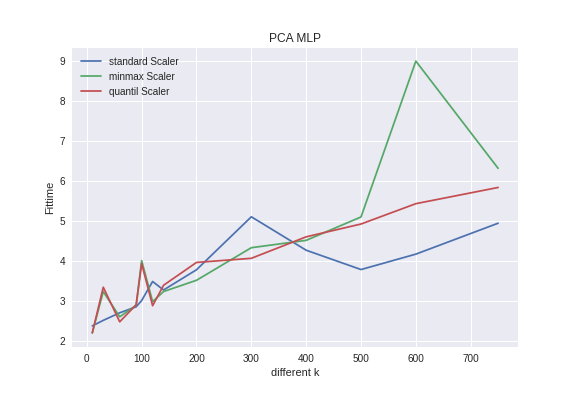 PCA MLP
standard Scaler
minmax Scaler
quantil Scaler
9
8
7
6
5
4
3
2
Fittime
0 100 200 300 400 500 600 700
different k